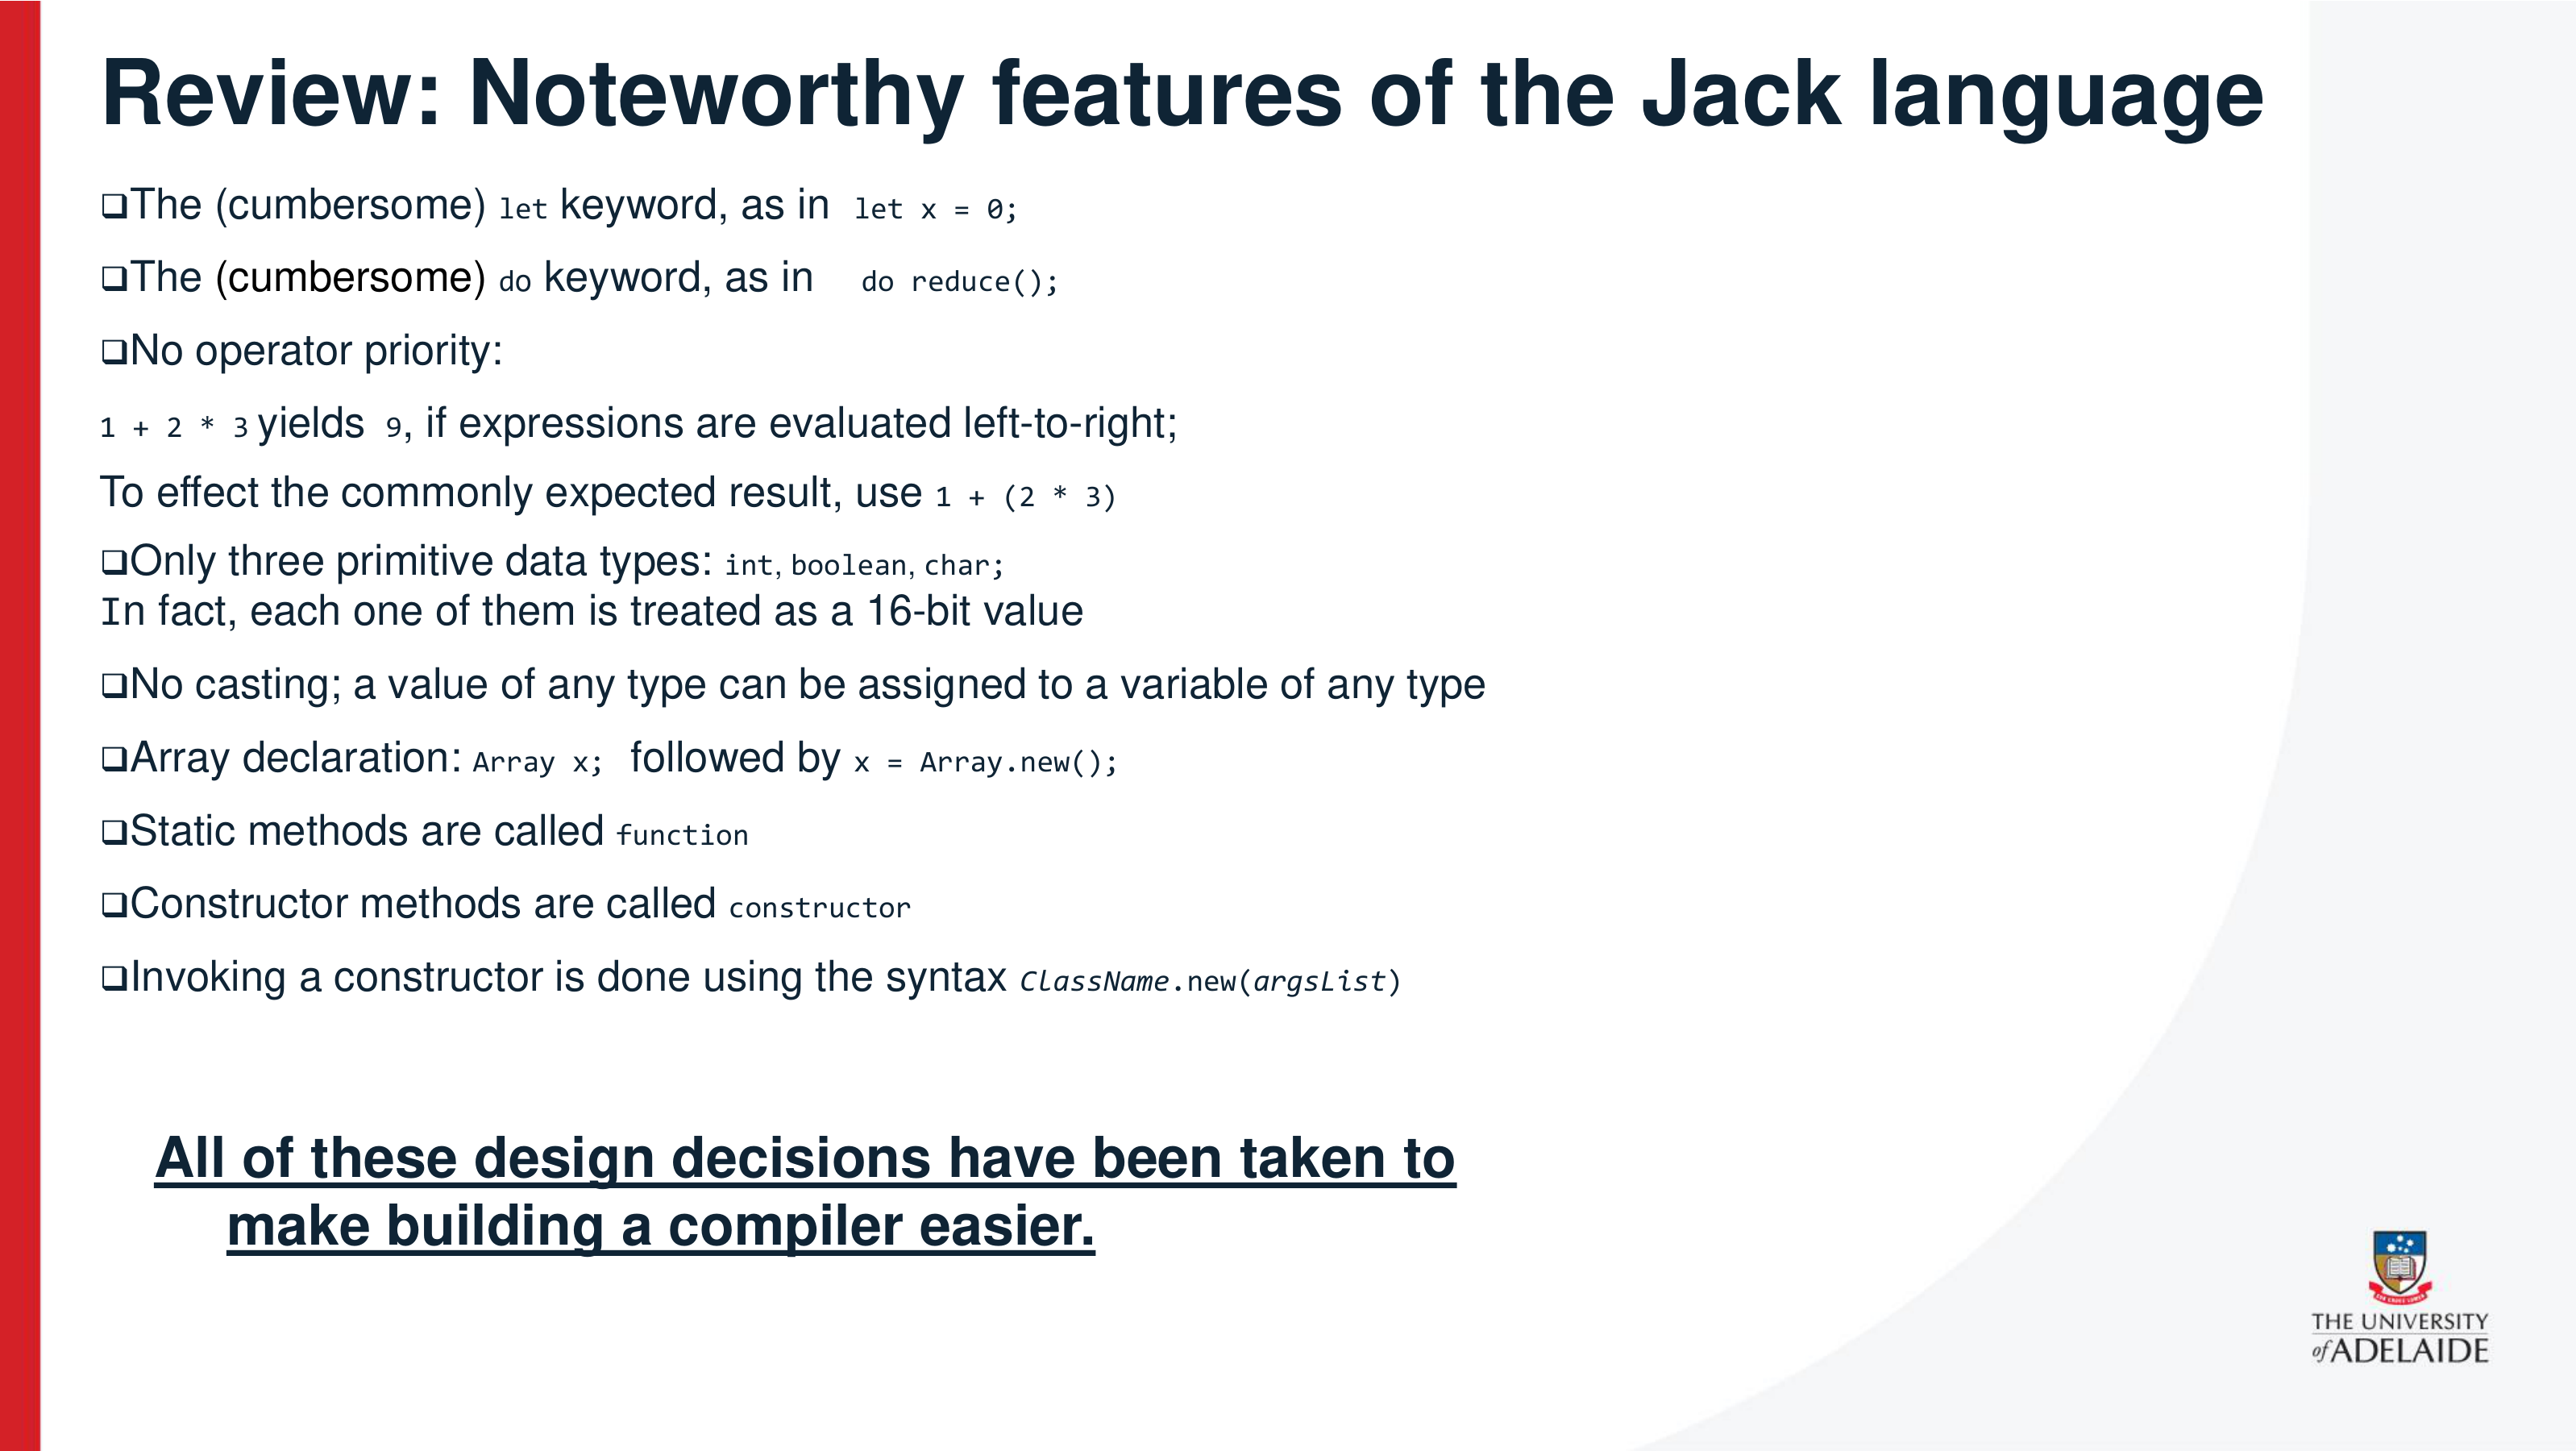 Review: Noteworthy features of the Jack language
❑The (cumbersome) let keyword, as in let x = 0;
❑The (cumbersome) do keyword, as in do reduce();
❑No operator priority:
1 + 2 * 3 yields 9, if expressions are evaluated left-to-right;
To effect the commonly expected result, use 1 + (2 * 3)
❑Only three primitive data types: int, boolean, char;
In fact, each one of them is treated as a 16-bit value
❑No casting; a value of any type can be assigned to a variable of any type
❑Array declaration: Array x; followed by x = Array.new();
❑Static methods are called function
❑Constructor methods are called constructor
❑Invoking a constructor is done using the syntax ClassName.new(argsList)
All of these design decisions have been taken to
make building a compiler easier.
THE UNIVERSITY
of ADELAIDE